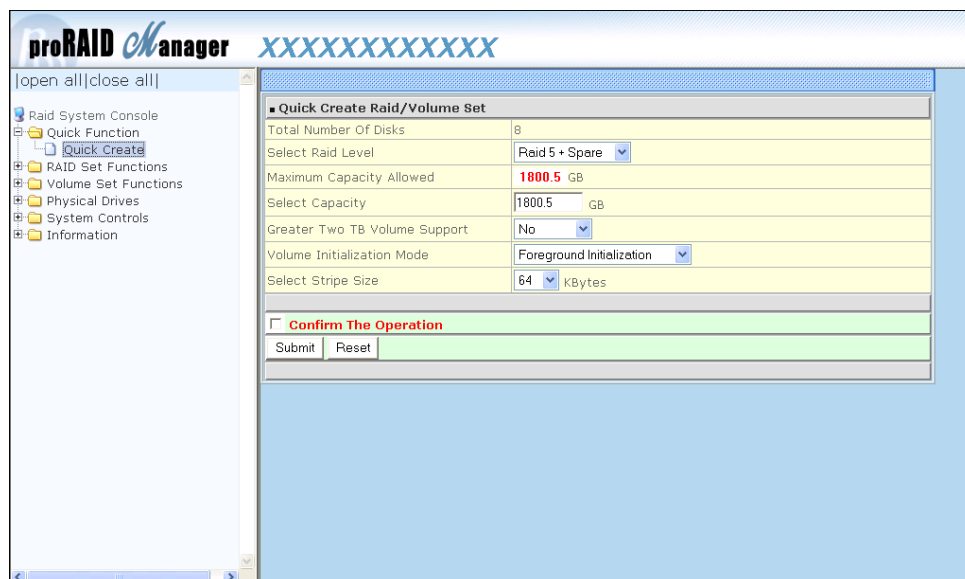 proRAID Manager XXXXXXXXXXXX
|open all|close all|
Raid System Console
Quick Function
Quick Create
RAID Set Functions
Volume Set Functions
Physical Drives
System Controls
Information
Quick Create Raid/Volume Set
Total Number Of Disks 8
Select Raid Level Raid 5 + Spare
Maximum Capacity Allowed 1800.5 GB
Select Capacity 1800.5 GB
Greater Two TB Volume Support No
Volume Initialization Mode Foreground Initialization
Select Stripe Size 64 KBytes
Confirm The Operation
Submit Reset